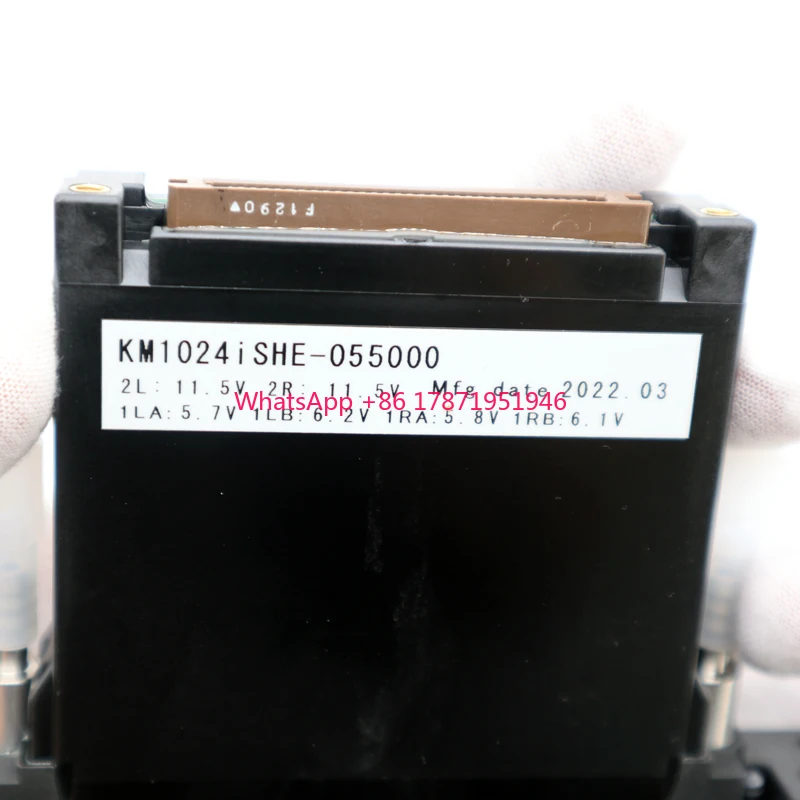 F1290▼
KM1024iSHE-055000
2L: 11.5V 2R: 11.5V Mfg date 2022.03
WhatsApp +86 17871951946
1LA:5.7V 1LB:6.2V 1RA:5.8V 1RB:6.1V